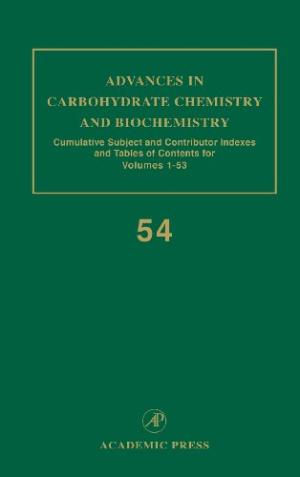 ADVANCES IN
CARBOHYDRATE CHEMISTRY
AND BIOCHEMISTRY
Cumulative Subject and Contributor Indexes
and Tables of Contents for
Volumes 1-53
54
AP
ACADEMIC PRESS